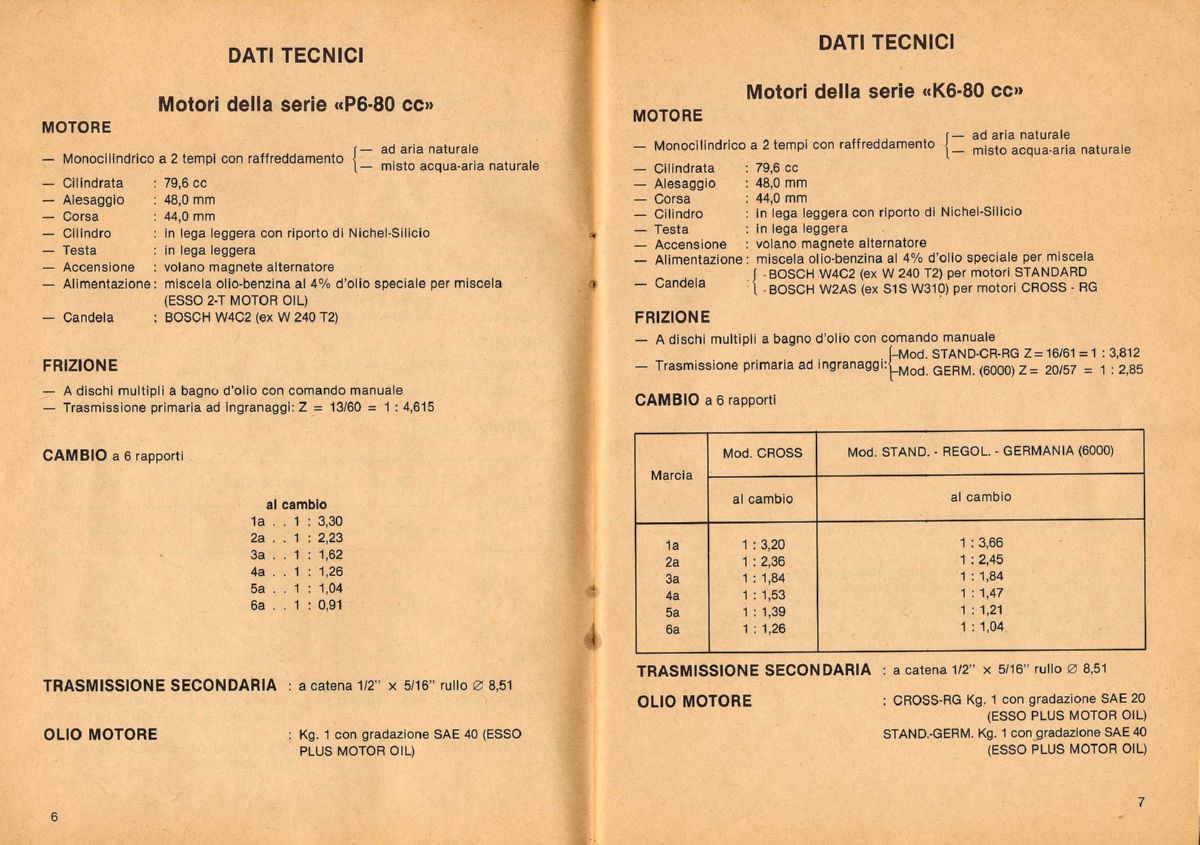 DATI TECNICI
Motori della serie «P6-80 cc»
MOTORE
— Monocilindrico a 2 tempi con raffreddamento { — ad aria naturale
— misto acqua-aria naturale
— Cilindrata : 79,6 cc
— Alesaggio : 48,0 mm
— Corsa : 44,0 mm
— Cilindro : in lega leggera con riporto di Nichel-Silicio
— Testa : in lega leggera
— Accensione : volano magnete alternatore
— Alimentazione : miscela olio-benzina al 4% d'olio speciale per miscela
(ESSO 2-T MOTOR OIL)
— Candela : BOSCH W4C2 (ex W 240 T2)
FRIZIONE
— A dischi multipli a bagno d'olio con comando manuale
— Trasmissione primaria ad ingranaggi: Z = 13/60 = 1 : 4,615
CAMBIO a 6 rapporti
al cambio
1a . . 1 : 3,30
2a . . 1 : 2,23
3a . . 1 : 1,62
4a . . 1 : 1,26
5a . . 1 : 1,04
6a . . 1 : 0,91
TRASMISSIONE SECONDARIA : a catena 1/2" × 5/16" rullo ∅ 8,51
OLIO MOTORE : Kg. 1 con gradazione SAE 40 (ESSO
PLUS MOTOR OIL)
6
DATI TECNICI
Motori della serie «K6-80 cc»
MOTORE
— Monocilindrico a 2 tempi con raffreddamento { — ad aria naturale
— misto acqua-aria naturale
— Cilindrata : 79,6 cc
— Alesaggio : 48,0 mm
— Corsa : 44,0 mm
— Cilindro : in lega leggera con riporto di Nichel-Silicio
— Testa : in lega leggera
— Accensione : volano magnete alternatore
— Alimentazione : miscela olio-benzina al 4% d'olio speciale per miscela
— Candela : { - BOSCH W4C2 (ex W 240 T2) per motori STANDARD
- BOSCH W2AS (ex S1S W310) per motori CROSS - RG
FRIZIONE
— A dischi multipli a bagno d'olio con comando manuale
— Trasmissione primaria ad ingranaggi: { —Mod. STAND-CR-RG Z = 16/61 = 1 : 3,812
—Mod. GERM. (6000) Z = 20/57 = 1 : 2,85
CAMBIO a 6 rapporti
Marcia Mod. CROSS Mod. STAND. - REGOL. - GERMANIA (6000)
al cambio al cambio
1a 1 : 3,20 1 : 3,66
2a 1 : 2,36 1 : 2,45
3a 1 : 1,84 1 : 1,84
4a 1 : 1,53 1 : 1,47
5a 1 : 1,39 1 : 1,21
6a 1 : 1,26 1 : 1,04
TRASMISSIONE SECONDARIA : a catena 1/2" × 5/16" rullo ∅ 8,51
OLIO MOTORE : CROSS-RG Kg. 1 con gradazione SAE 20
(ESSO PLUS MOTOR OIL)
STAND.-GERM. Kg. 1 con gradazione SAE 40
(ESSO PLUS MOTOR OIL)
7